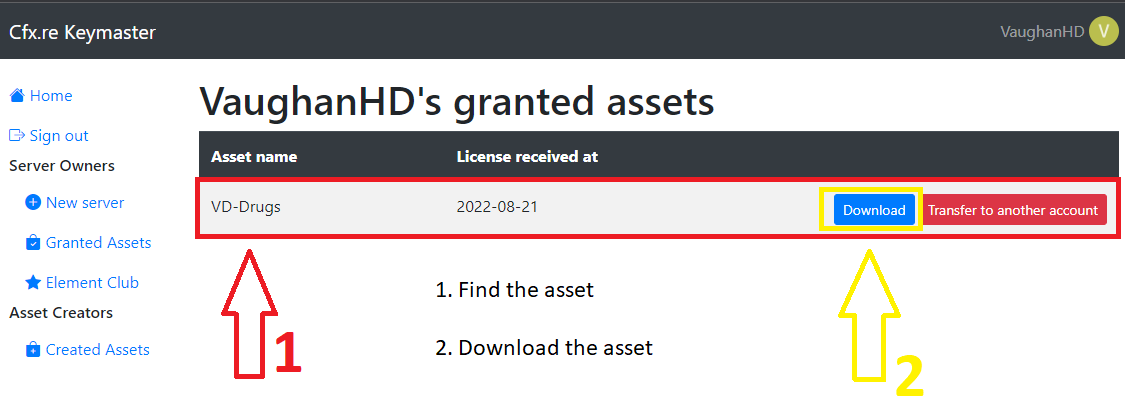 Cfx.re Keymaster
VaughanHD V
Home
Sign out
Server Owners
New server
Granted Assets
Element Club
Asset Creators
Created Assets
VaughanHD's granted assets
Asset name License received at
VD-Drugs 2022-08-21 Download Transfer to another account
1. Find the asset
2. Download the asset
1
2